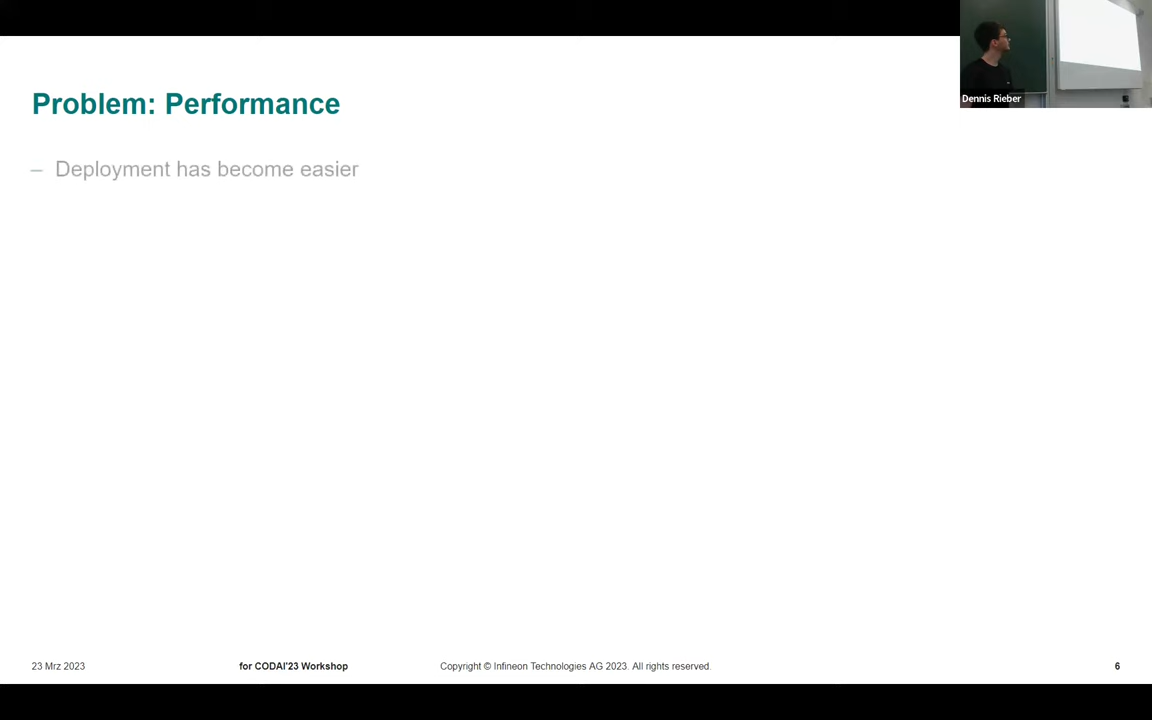 Problem: Performance
Dennis Rieber
– Deployment has become easier
23 Mrz 2023
for CODAI'23 Workshop
Copyright © Infineon Technologies AG 2023. All rights reserved.
6